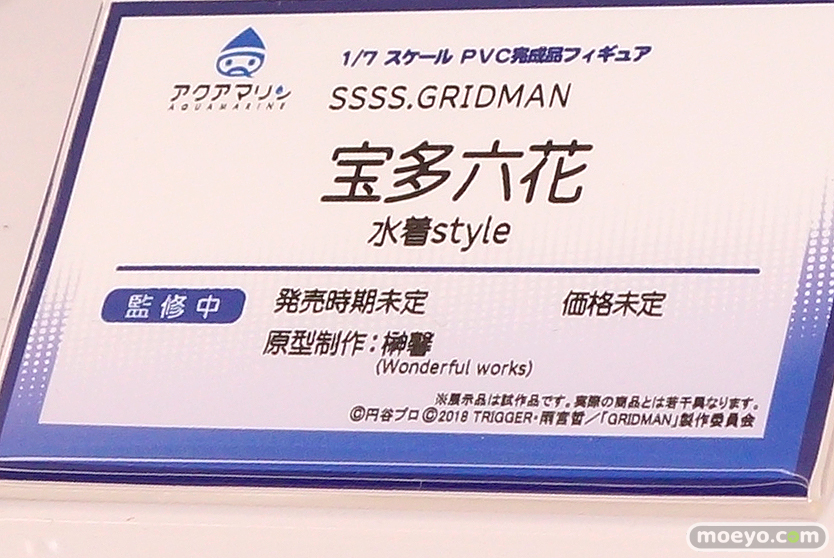 アクアマリン
AQUAMARINE
1/7 スケール PVC完成品フィギュア
SSSS.GRIDMAN
宝多六花
水着style
監修中
発売時期未定 価格未定
原型制作：榊馨
(Wonderful works)
※展示品は試作品です。実際の商品とは若干異なります。
©円谷プロ ©2018 TRIGGER・雨宮哲／「GRIDMAN」製作委員会
moeyo.com